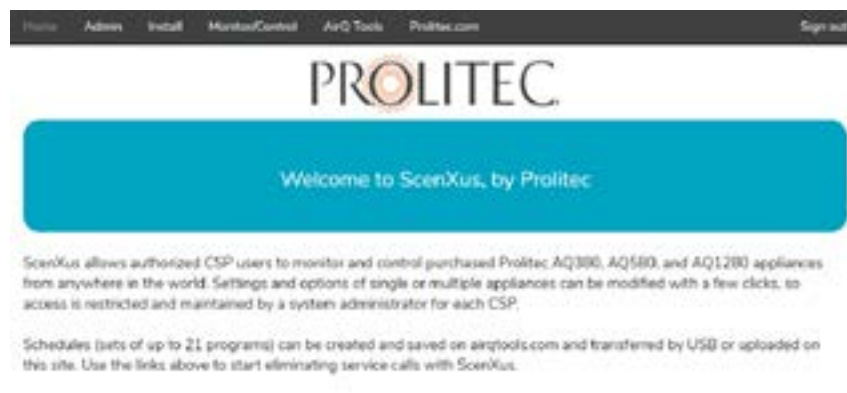 Home Admin Install Monitor/Control AirQ Tools Prolitec.com Sign out
PROLITEC
Welcome to ScenXus, by Prolitec
ScenXus allows authorized CSP users to monitor and control purchased Prolitec AQ380, AQ580, and AQ1280 appliances
from anywhere in the world. Settings and options of single or multiple appliances can be modified with a few clicks, so
access is restricted and maintained by a system administrator for each CSP.
Schedules (sets of up to 21 programs) can be created and saved on airqtools.com and transferred by USB or uploaded on
this site. Use the links above to start eliminating service calls with ScenXus.